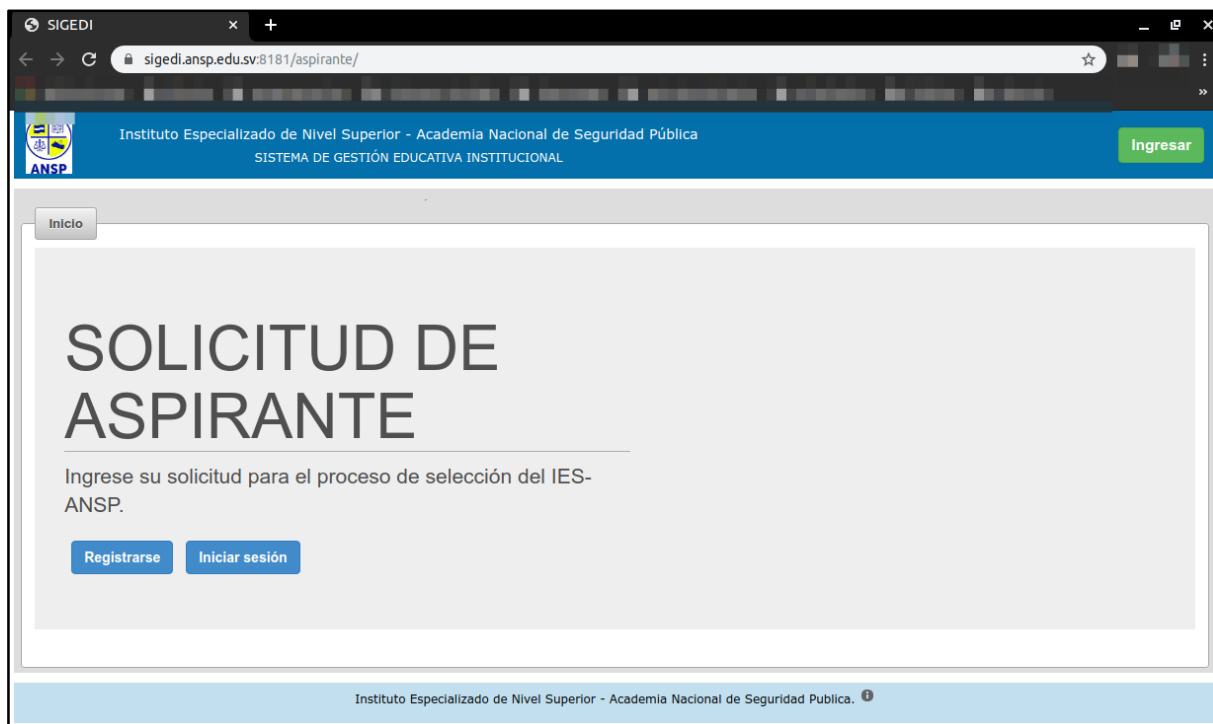 SIGEDI
sigedi.ansp.edu.sv:8181/aspirante/
Instituto Especializado de Nivel Superior - Academia Nacional de Seguridad Pública
SISTEMA DE GESTIÓN EDUCATIVA INSTITUCIONAL
ANSP
Ingresar
Inicio
SOLICITUD DE
ASPIRANTE
Ingrese su solicitud para el proceso de selección del IES-
ANSP.
Registrarse
Iniciar sesión
Instituto Especializado de Nivel Superior - Academia Nacional de Seguridad Publica.